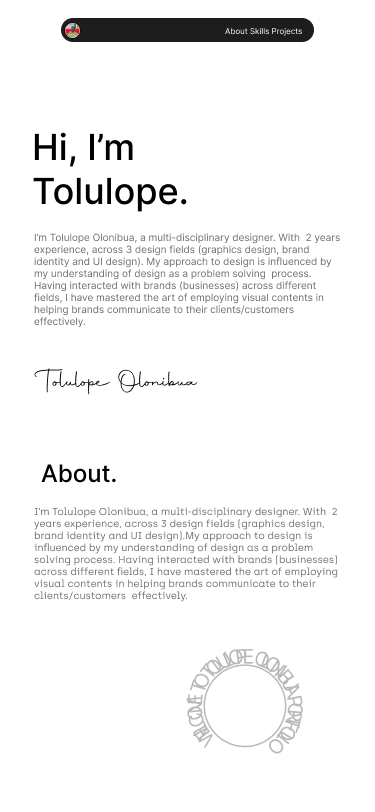 About Skills Projects
Hi, I'm
Tolulope.
I'm Tolulope Olonibua, a multi-disciplinary designer. With  2 years
experience, across 3 design fields (graphics design, brand
identity and UI design). My approach to design is influenced by
my understanding of design as a problem solving  process.
Having interacted with brands (businesses) across different
fields, I have mastered the art of employing visual contents in
helping brands communicate to their clients/customers
effectively.
Tolulope Olonibua
About.
I'm Tolulope Olonibua, a multi-disciplinary designer. With  2
years experience, across 3 design fields (graphics design,
brand identity and UI design).My approach to design is
influenced by my understanding of design as a problem
solving process. Having interacted with brands (businesses)
across different fields, I have mastered the art of employing
visual contents in helping brands communicate to their
clients/customers  effectively.
WELCOME TO TOLULOPE OLONIBUA PORTFOLIO